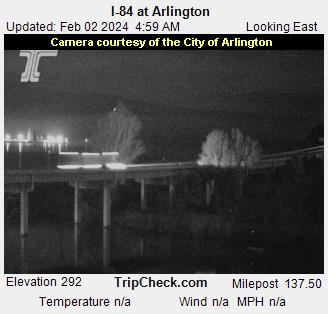 I-84 at Arlington
Updated: Feb 02 2024 4:59 AM Looking East
Camera courtesy of the City of Arlington
Elevation 292 TripCheck.com Milepost 137.50
Temperature n/a Wind n/a MPH n/a